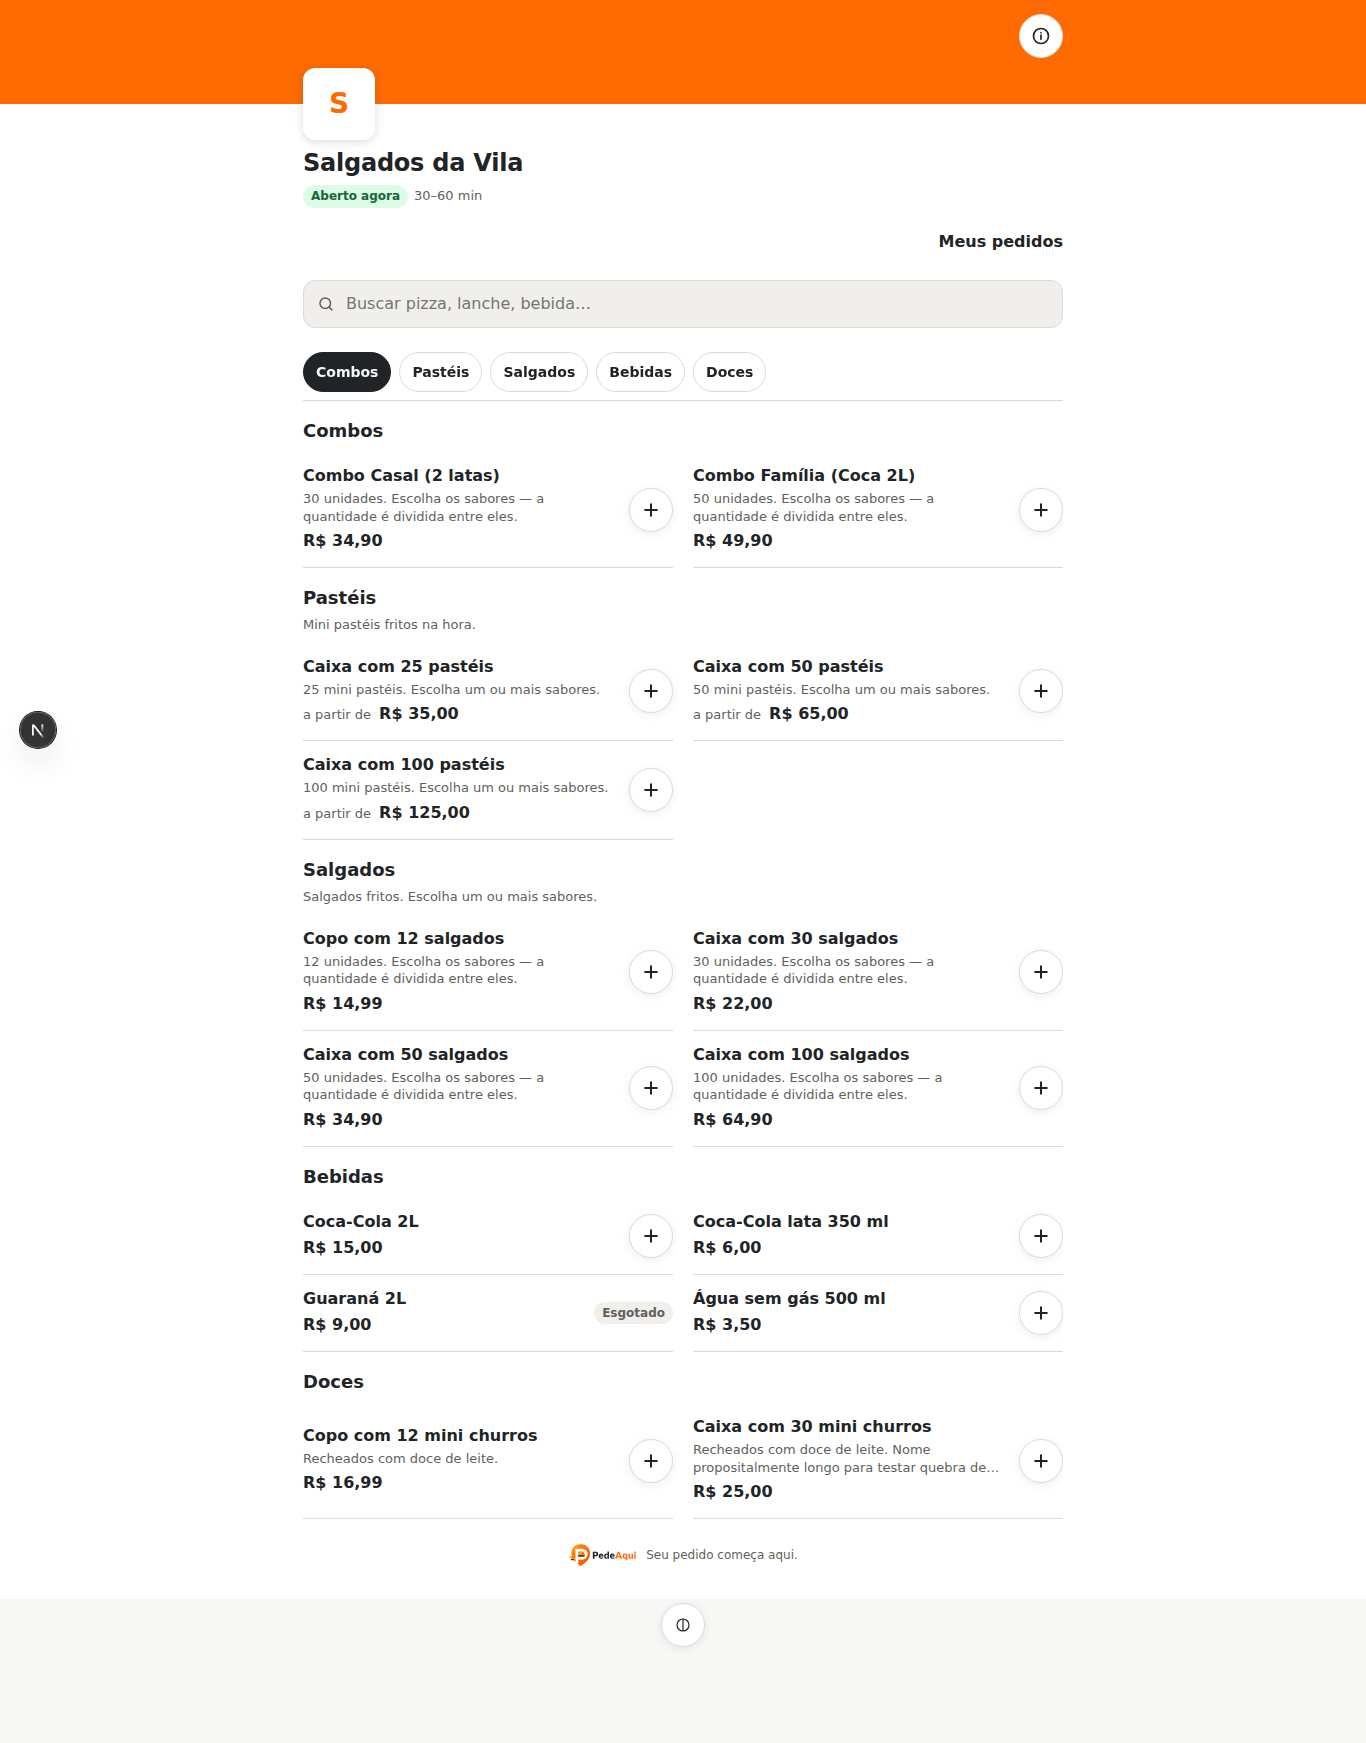 S
Salgados da Vila
Aberto agora 30–60 min
Meus pedidos
Buscar pizza, lanche, bebida…
Combos Pastéis Salgados Bebidas Doces
Combos
Combo Casal (2 latas)
30 unidades. Escolha os sabores — a
quantidade é dividida entre eles.
R$ 34,90
Combo Família (Coca 2L)
50 unidades. Escolha os sabores — a
quantidade é dividida entre eles.
R$ 49,90
Pastéis
Mini pastéis fritos na hora.
Caixa com 25 pastéis
25 mini pastéis. Escolha um ou mais sabores.
a partir de R$ 35,00
Caixa com 50 pastéis
50 mini pastéis. Escolha um ou mais sabores.
a partir de R$ 65,00
Caixa com 100 pastéis
100 mini pastéis. Escolha um ou mais sabores.
a partir de R$ 125,00
Salgados
Salgados fritos. Escolha um ou mais sabores.
Copo com 12 salgados
12 unidades. Escolha os sabores — a
quantidade é dividida entre eles.
R$ 14,99
Caixa com 30 salgados
30 unidades. Escolha os sabores — a
quantidade é dividida entre eles.
R$ 22,00
Caixa com 50 salgados
50 unidades. Escolha os sabores — a
quantidade é dividida entre eles.
R$ 34,90
Caixa com 100 salgados
100 unidades. Escolha os sabores — a
quantidade é dividida entre eles.
R$ 64,90
Bebidas
Coca-Cola 2L
R$ 15,00
Coca-Cola lata 350 ml
R$ 6,00
Guaraná 2L
R$ 9,00
Esgotado
Água sem gás 500 ml
R$ 3,50
Doces
Copo com 12 mini churros
Recheados com doce de leite.
R$ 16,99
Caixa com 30 mini churros
Recheados com doce de leite. Nome
propositalmente longo para testar quebra de…
R$ 25,00
PedeAqui Seu pedido começa aqui.